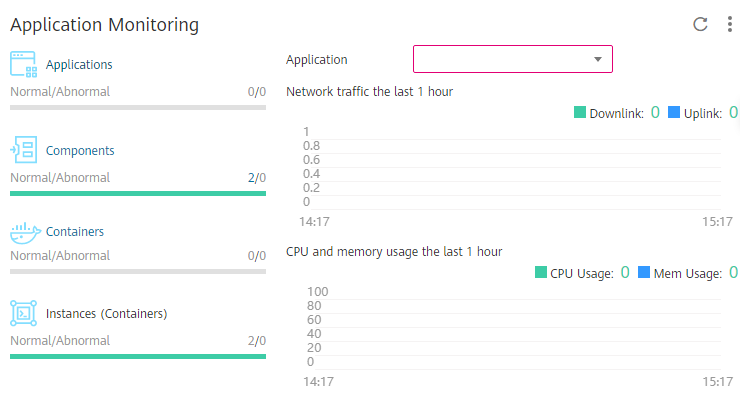 Application Monitoring
Applications
Normal/Abnormal 0/0
Components
Normal/Abnormal 2/0
Containers
Normal/Abnormal 0/0
Instances (Containers)
Normal/Abnormal 2/0
Application
Network traffic the last 1 hour
Downlink: 0 Uplink: 0
1
0.8
0.6
0.4
0.2
0
14:17 15:17
CPU and memory usage the last 1 hour
CPU Usage: 0 Mem Usage: 0
100
80
60
40
20
0
14:17 15:17